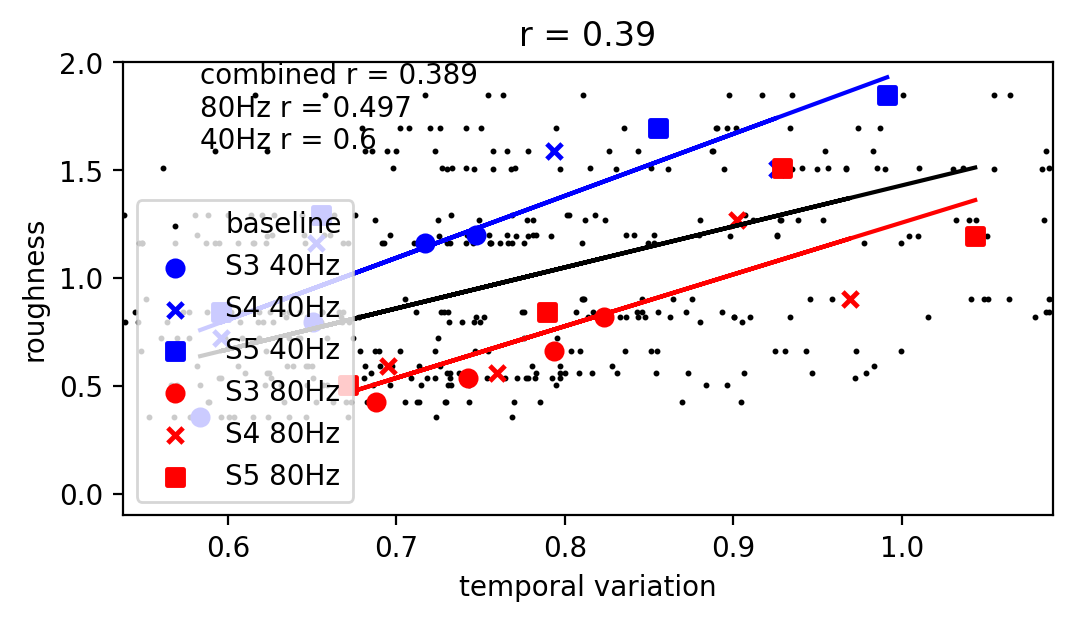 r = 0.39
combined r = 0.389
80Hz r = 0.497
40Hz r = 0.6
2.0
1.5
1.0
0.5
0.0
roughness
baseline
S3 40Hz
S4 40Hz
S5 40Hz
S3 80Hz
S4 80Hz
S5 80Hz
0.6 0.7 0.8 0.9 1.0
temporal variation